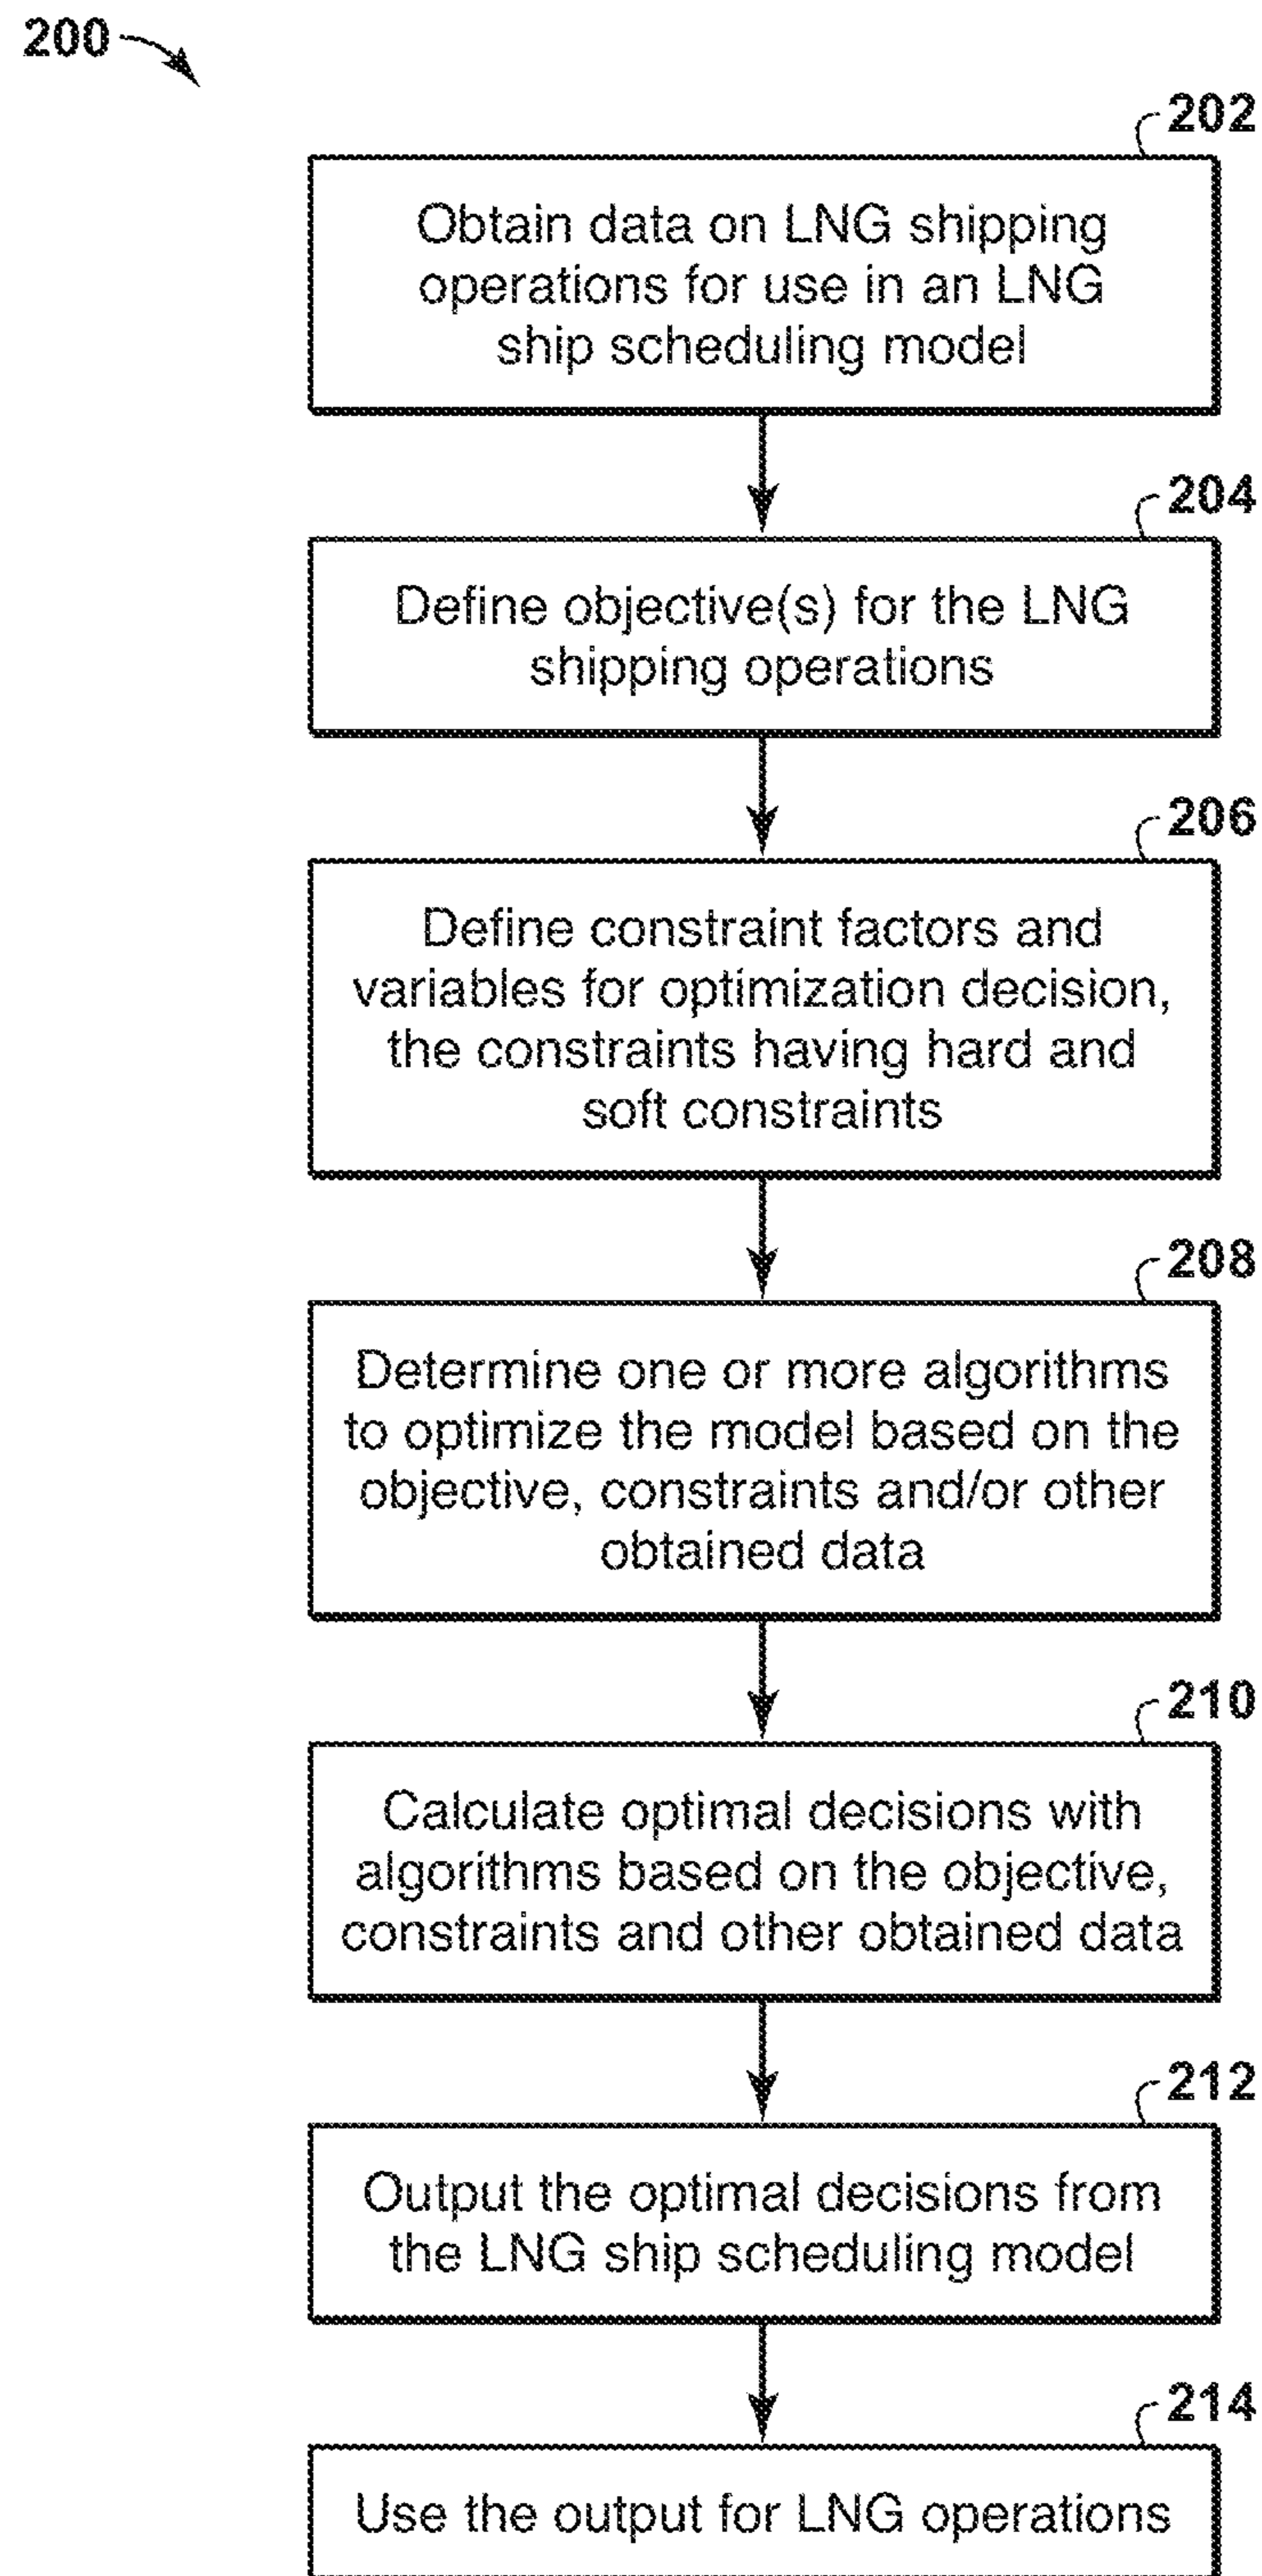 200
202
Obtain data on LNG shipping
operations for use in an LNG
ship scheduling model
204
Define objective(s) for the LNG
shipping operations
206
Define constraint factors and
variables for optimization decision,
the constraints having hard and
soft constraints
208
Determine one or more algorithms
to optimize the model based on the
objective, constraints and/or other
obtained data
210
Calculate optimal decisions with
algorithms based on the objective,
constraints and other obtained data
212
Output the optimal decisions from
the LNG ship scheduling model
214
Use the output for LNG operations